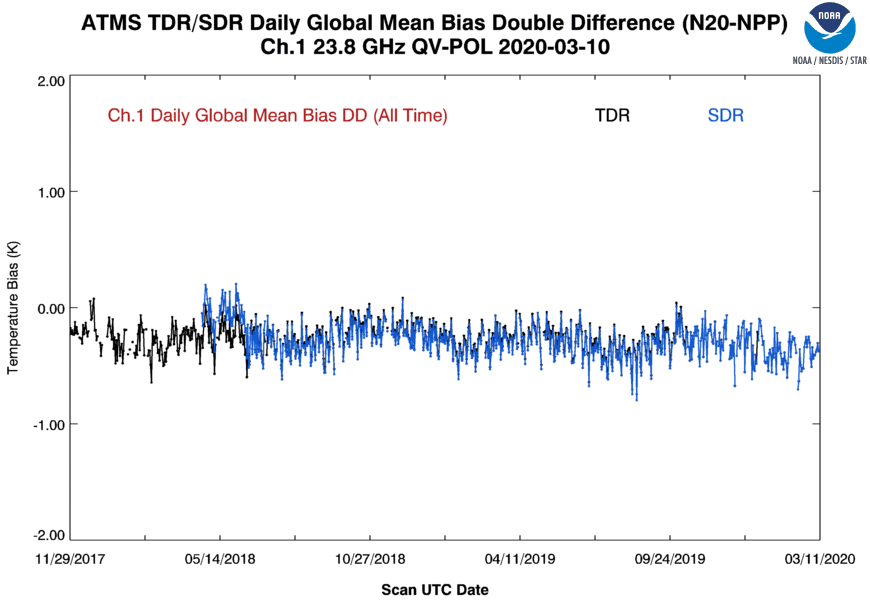 ATMS TDR/SDR Daily Global Mean Bias Double Difference (N20-NPP)
Ch.1 23.8 GHz QV-POL 2020-03-10
NOAA
NOAA / NESDIS / STAR
Ch.1 Daily Global Mean Bias DD (All Time) TDR SDR
2.00
1.00
0.00
-1.00
-2.00
Temperature Bias (K)
11/29/2017 05/14/2018 10/27/2018 04/11/2019 09/24/2019 03/11/2020
Scan UTC Date